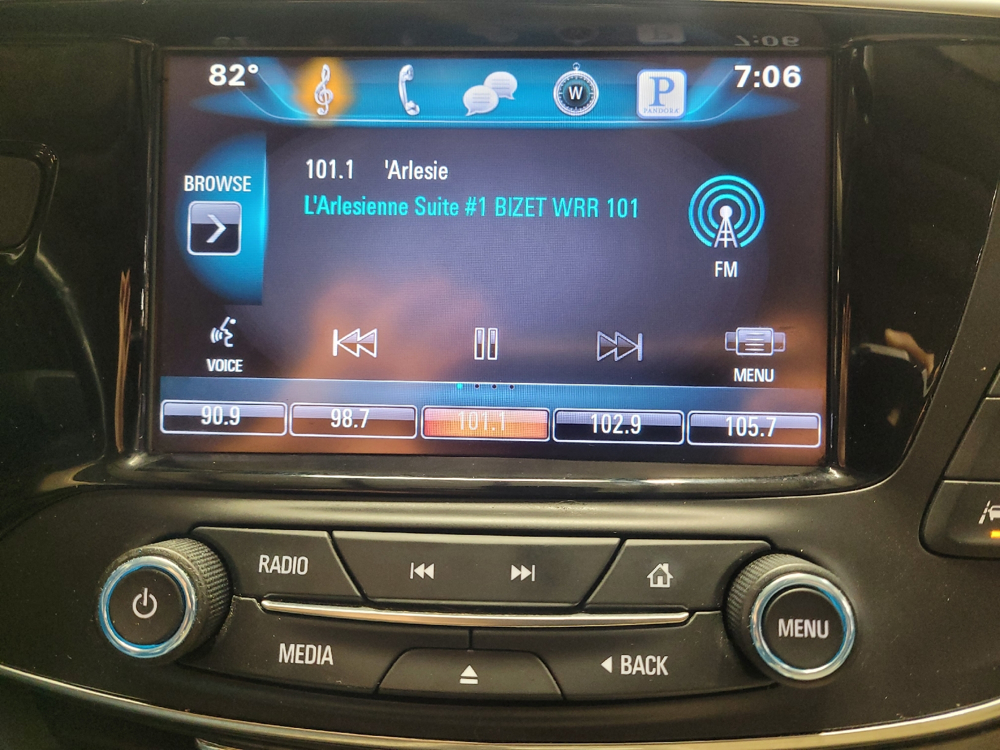 82° W P PANDORA 7:06
BROWSE
101.1 'Arlesie
L'Arlesienne Suite #1 BIZET WRR 101
FM
VOICE
MENU
90.9 98.7 101.1 102.9 105.7
RADIO
MENU
MEDIA
BACK